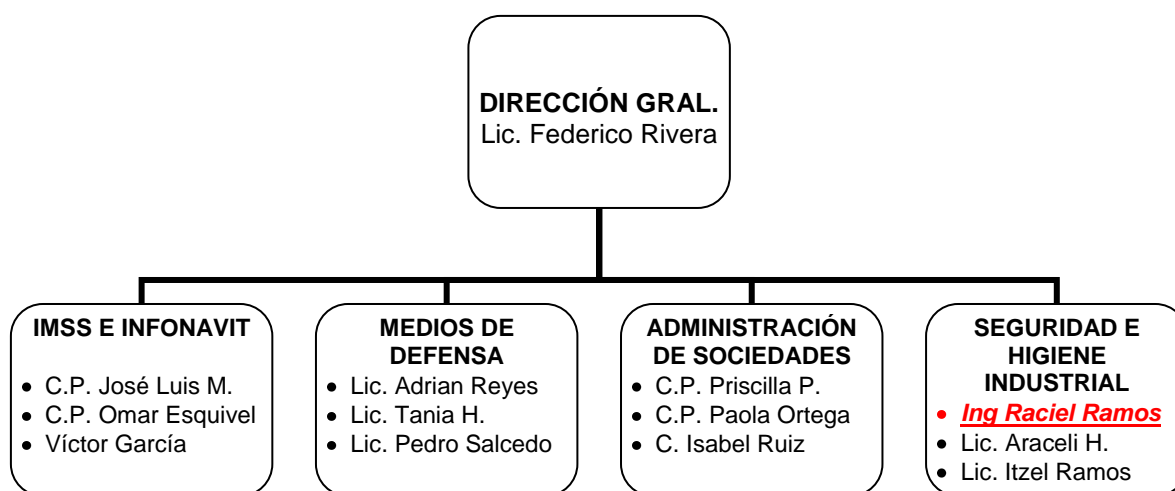 DIRECCIÓN GRAL.
Lic. Federico Rivera
IMSS E INFONAVIT
• C.P. José Luis M.
• C.P. Omar Esquivel
• Víctor García
MEDIOS DE
DEFENSA
• Lic. Adrian Reyes
• Lic. Tania H.
• Lic. Pedro Salcedo
ADMINISTRACIÓN
DE SOCIEDADES
• C.P. Priscilla P.
• C.P. Paola Ortega
• C. Isabel Ruiz
SEGURIDAD E
HIGIENE
INDUSTRIAL
• Ing Raciel Ramos
• Lic. Araceli H.
• Lic. Itzel Ramos